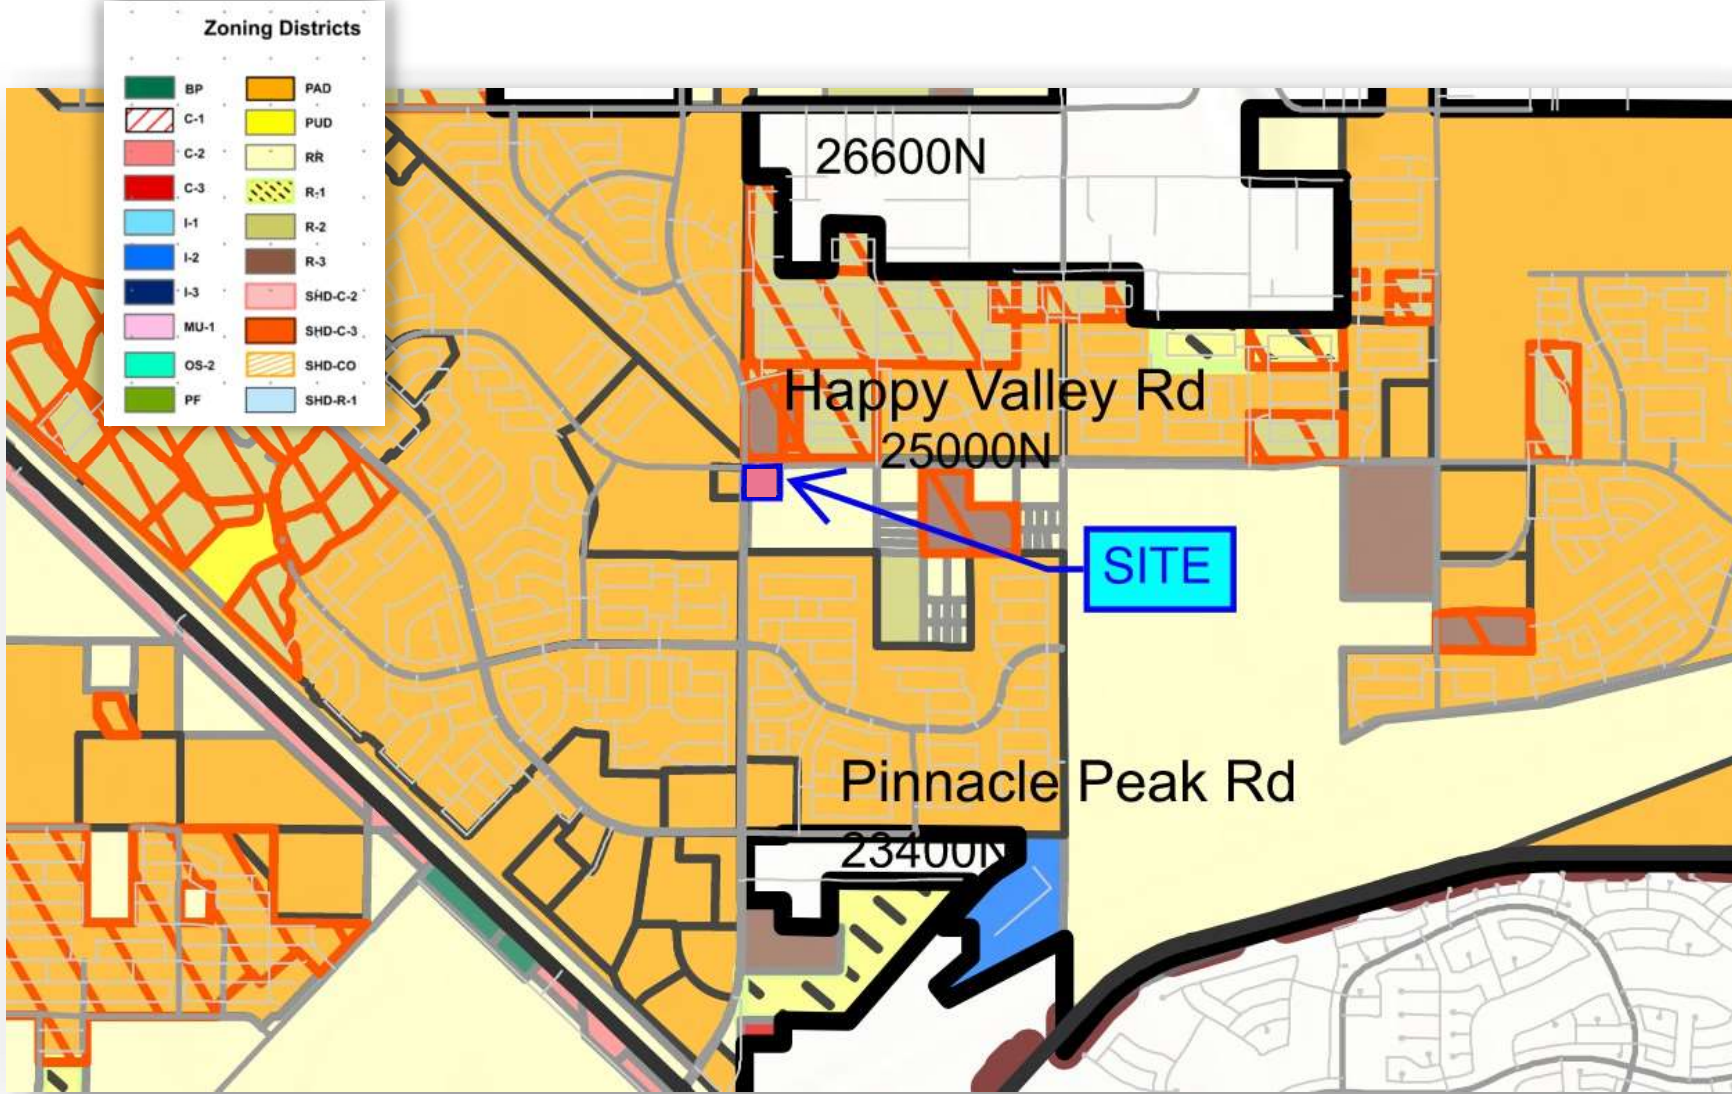 Zoning Districts
BP
PAD
C-1
PUD
C-2
RR
C-3
R-1
I-1
R-2
I-2
R-3
I-3
SHD-C-2
MU-1
SHD-C-3
OS-2
SHD-CO
PF
SHD-R-1
26600N
Happy Valley Rd
25000N
SITE
Pinnacle Peak Rd
23400N